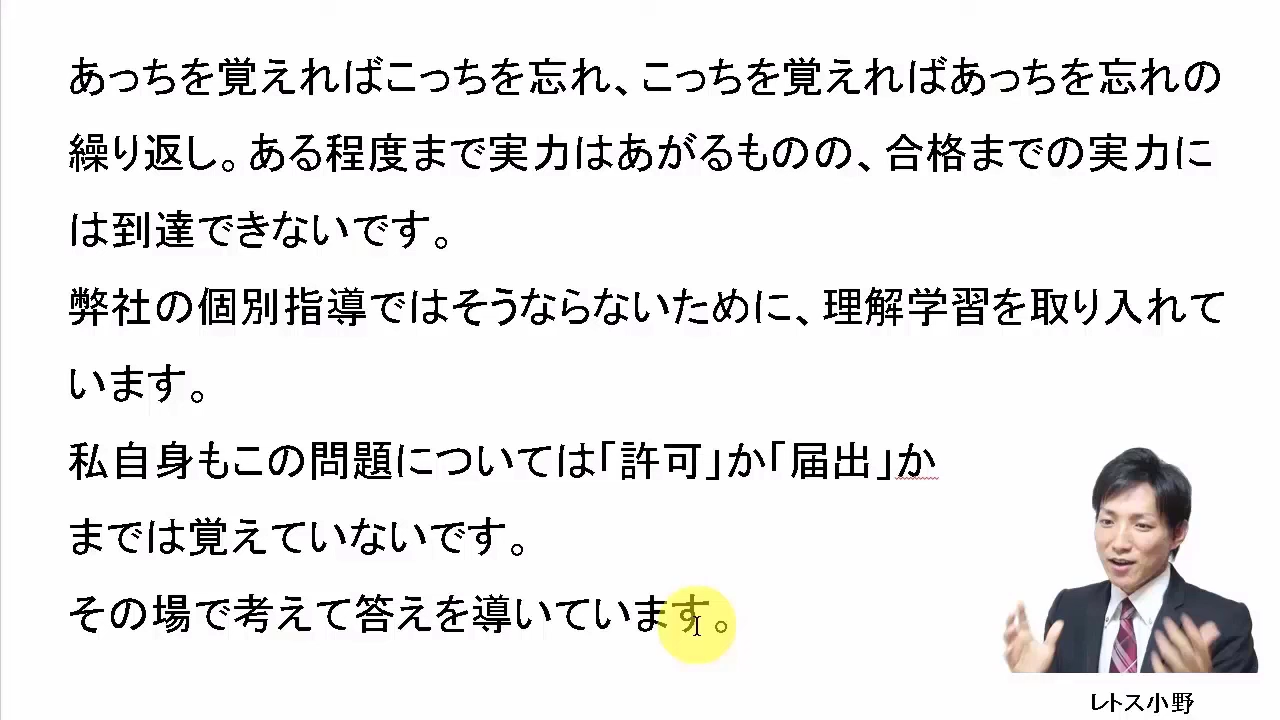 あっちを覚えればこっちを忘れ、こっちを覚えればあっちを忘れの
繰り返し。ある程度まで実力はあがるものの、合格までの実力に
は到達できないです。
弊社の個別指導ではそうならないために、理解学習を取り入れて
います。
私自身もこの問題については「許可」か「届出」か
までは覚えていないです。
その場で考えて答えを導いています。
レトス小野